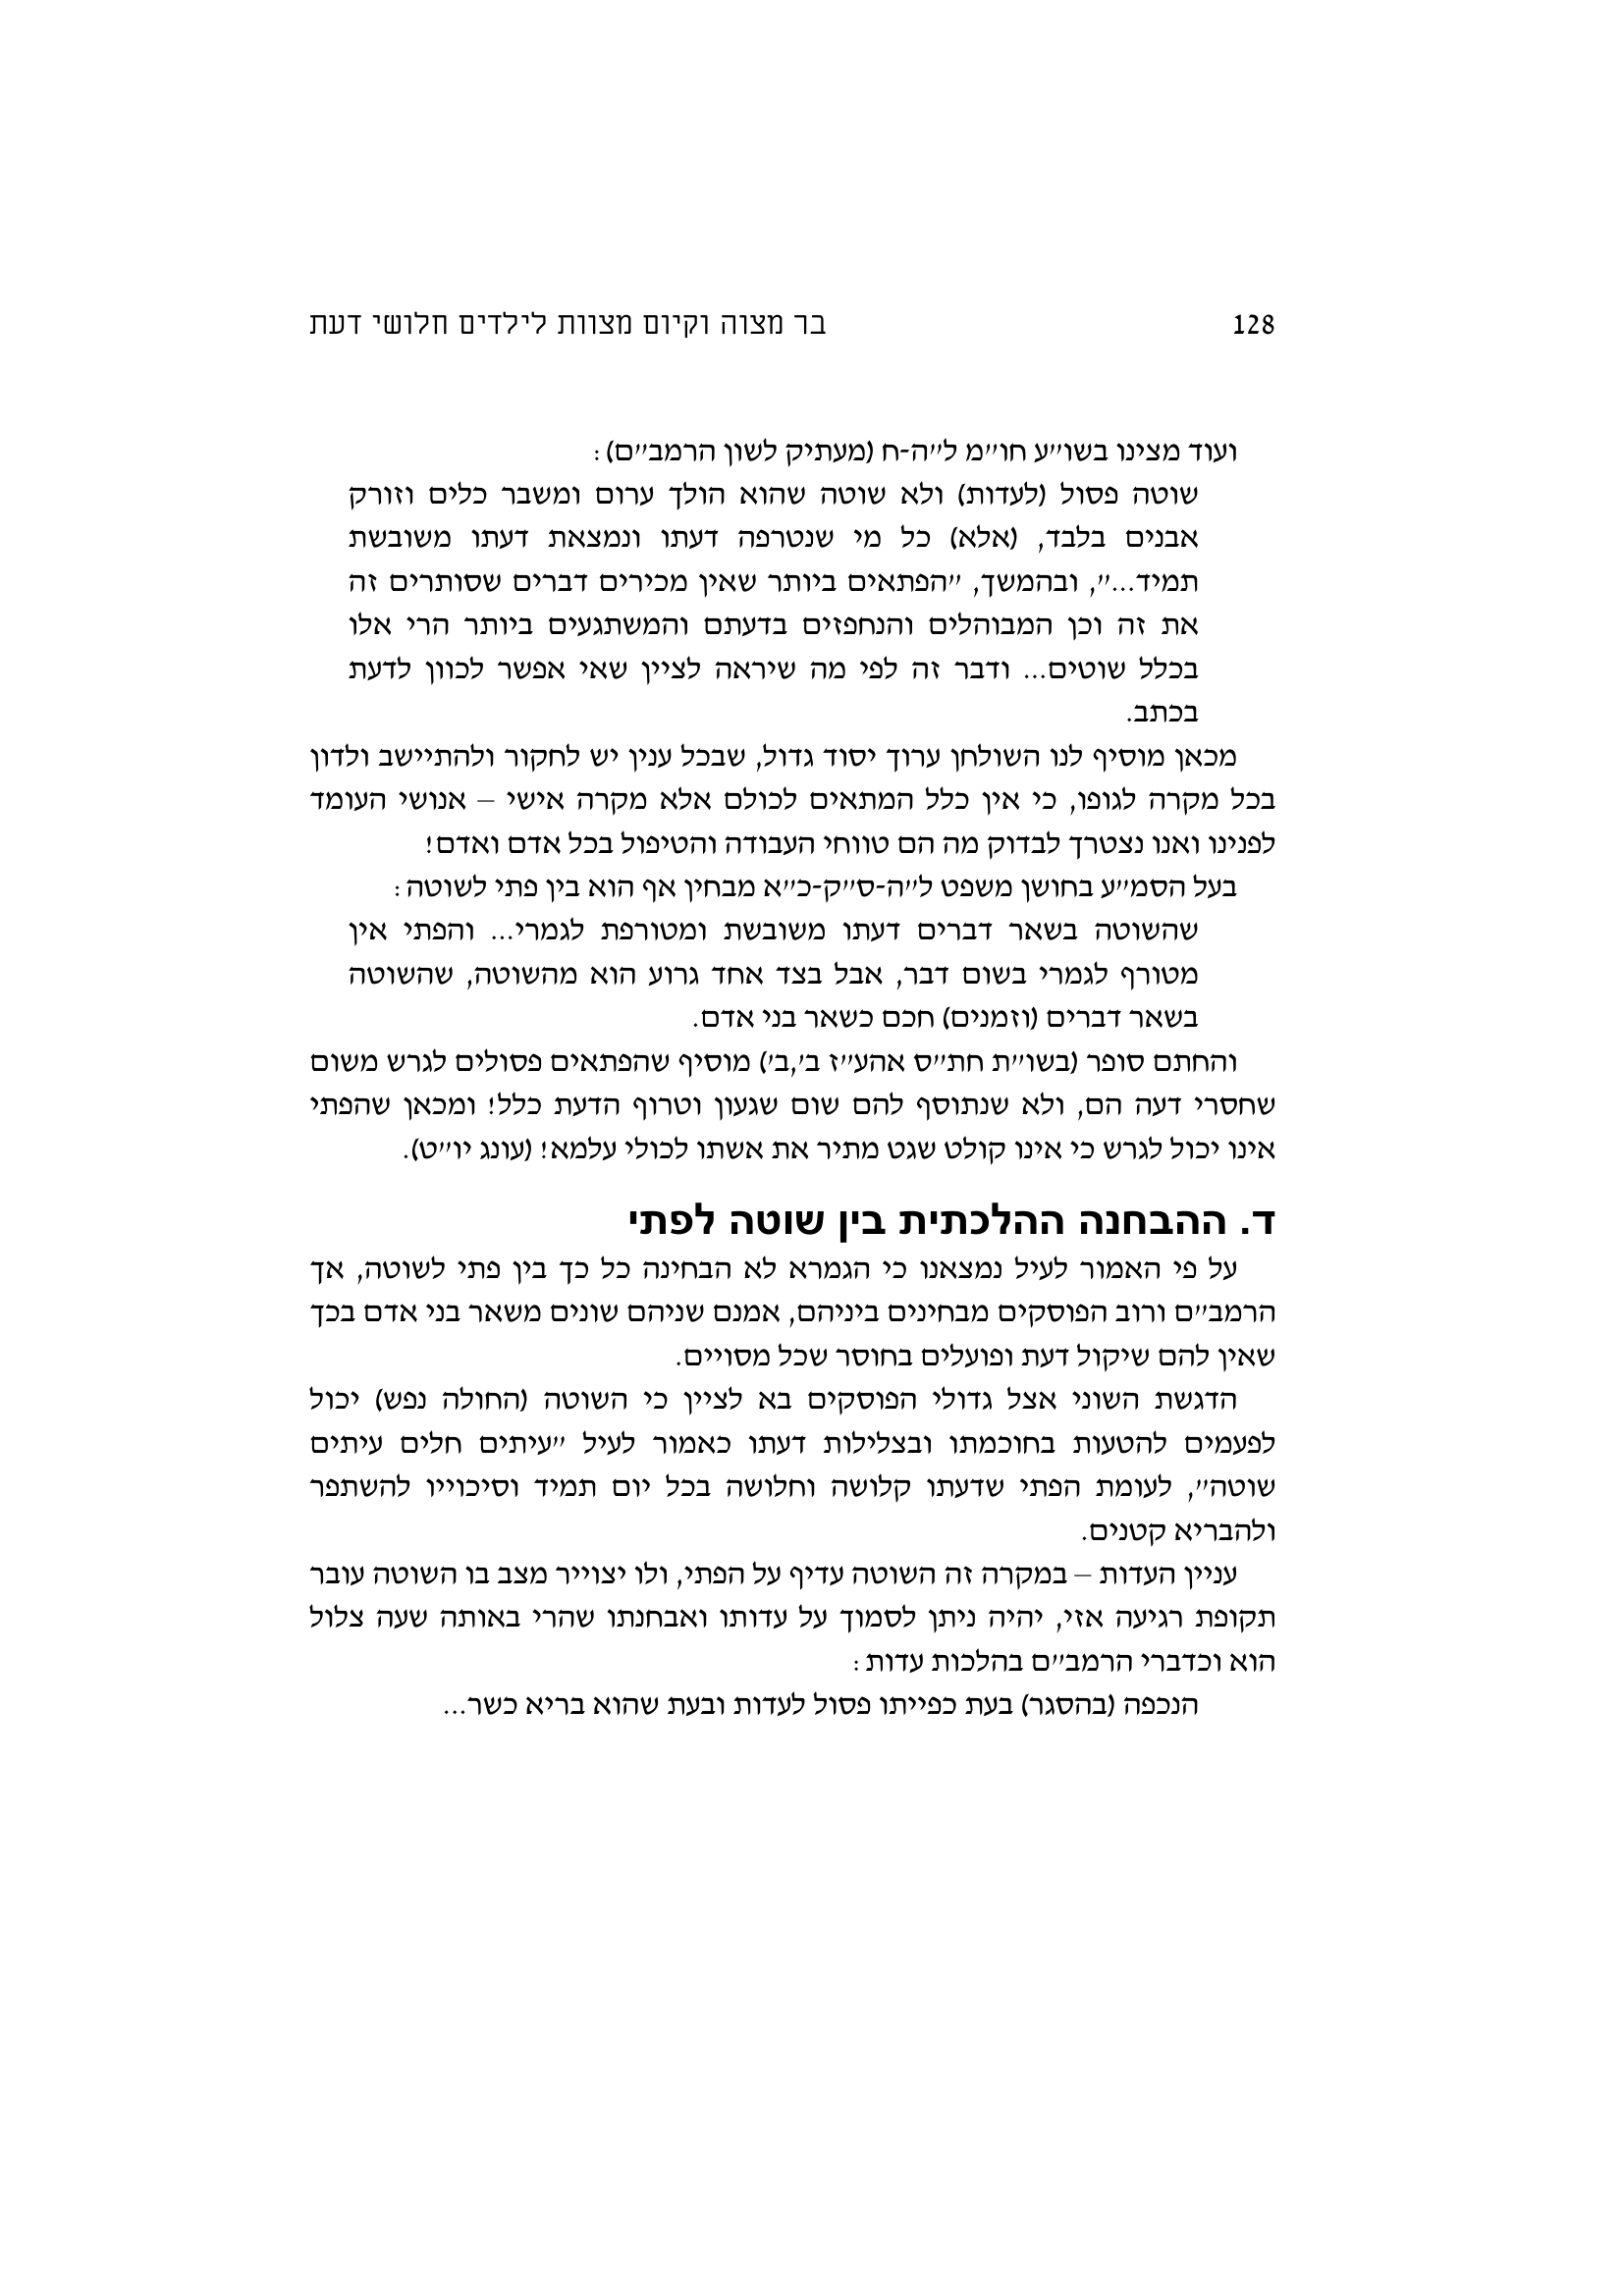 128 בר מצוה וקיום מצוות לילדים חלושי דעת
ועוד מצינו בשו״ע חו״מ ל״ה-ח (מעתיק לשון הרמב״ם):
שוטה פסול (לעדות) ולא שוטה שהוא הולך ערום ומשבר כלים וזורק
אבנים בלבד, (אלא) כל מי שנטרפה דעתו ונמצאת דעתו משובשת
תמיד...״, ובהמשך, ״הפתאים ביותר שאין מכירים דברים שסותרים זה
את זה וכן המבוהלים והנחפזים בדעתם והמשתגעים ביותר הרי אלו
בכלל שוטים... ודבר זה לפי מה שיראה לציין שאי אפשר לכוון לדעת
בכתב.
מכאן מוסיף לנו השולחן ערוך יסוד גדול, שבכל ענין יש לחקור ולהתיישב ולדון
בכל מקרה לגופו, כי אין כלל המתאים לכולם אלא מקרה אישי – אנושי העומד
לפנינו ואנו נצטרך לבדוק מה הם טווחי העבודה והטיפול בכל אדם ואדם!
בעל הסמ״ע בחושן משפט ל״ה-ס״ק-כ״א מבחין אף הוא בין פתי לשוטה:
שהשוטה בשאר דברים דעתו משובשת ומטורפת לגמרי... והפתי אין
מטורף לגמרי בשום דבר, אבל בצד אחד גרוע הוא מהשוטה, שהשוטה
בשאר דברים (וזמנים) חכם כשאר בני אדם.
והחתם סופר (בשו״ת חת״ס אהע״ז ב׳,ב׳) מוסיף שהפתאים פסולים לגרש משום
שחסרי דעה הם, ולא שנתוסף להם שום שגעון וטרוף הדעת כלל! ומכאן שהפתי
אינו יכול לגרש כי אינו קולט שגט מתיר את אשתו לכולי עלמא! (עונג יו״ט).
ד. ההבחנה ההלכתית בין שוטה לפתי
על פי האמור לעיל נמצאנו כי הגמרא לא הבחינה כל כך בין פתי לשוטה, אך
הרמב״ם ורוב הפוסקים מבחינים ביניהם, אמנם שניהם שונים משאר בני אדם בכך
שאין להם שיקול דעת ופועלים בחוסר שכל מסויים.
הדגשת השוני אצל גדולי הפוסקים בא לציין כי השוטה (החולה נפש) יכול
לפעמים להטעות בחוכמתו ובצלילות דעתו כאמור לעיל ״עיתים חלים עיתים
שוטה״, לעומת הפתי שדעתו קלושה וחלושה בכל יום תמיד וסיכוייו להשתפר
ולהבריא קטנים.
עניין העדות – במקרה זה השוטה עדיף על הפתי, ולו יצוייר מצב בו השוטה עובר
תקופת רגיעה אזי, יהיה ניתן לסמוך על עדותו ואבחנתו שהרי באותה שעה צלול
הוא וכדברי הרמב״ם בהלכות עדות:
הנכפה (בהסגר) בעת כפייתו פסול לעדות ובעת שהוא בריא כשר...